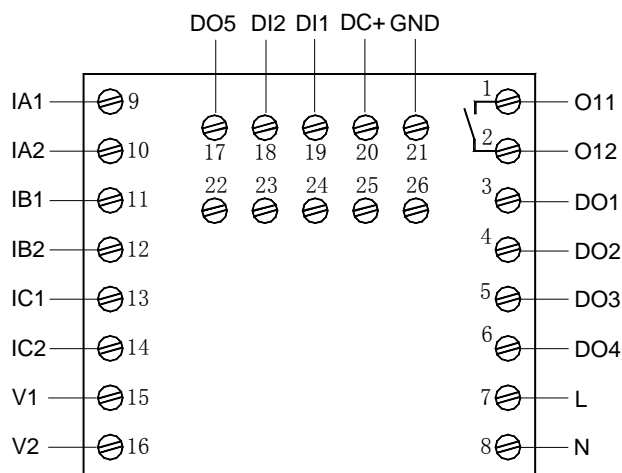 DO5 DI2 DI1 DC+ GND
IA1 9 1 O11
IA2 10 17 18 19 20 21 2 O12
IB1 11 22 23 24 25 26 3 DO1
IB2 12 4 DO2
IC1 13 5 DO3
IC2 14 6 DO4
V1 15 7 L
V2 16 8 N